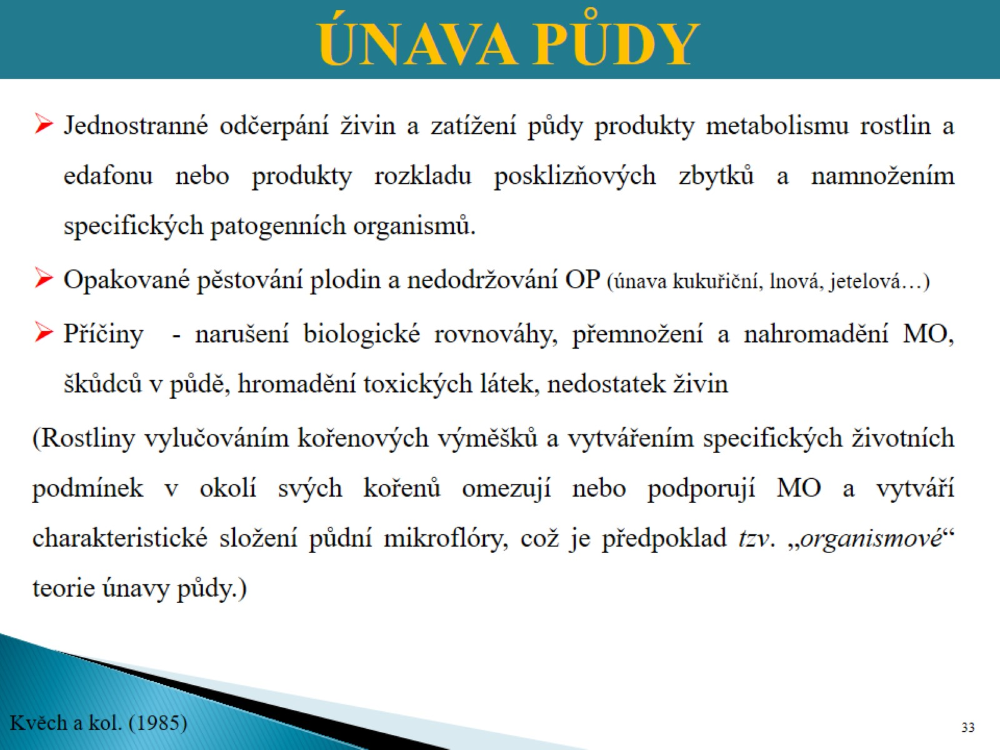 ÚNAVA PŮDY
Jednostranné odčerpání živin a zatížení půdy produkty metabolismu rostlin a
edafonu nebo produkty rozkladu posklizňových zbytků a namnožením
specifických patogenních organismů.
Opakované pěstování plodin a nedodržování OP (únava kukuřiční, lnová, jetelová…)
Příčiny - narušení biologické rovnováhy, přemnožení a nahromadění MO,
škůdců v půdě, hromadění toxických látek, nedostatek živin
(Rostliny vylučováním kořenových výměšků a vytvářením specifických životních
podmínek v okolí svých kořenů omezují nebo podporují MO a vytváří
charakteristické složení půdní mikroflóry, což je předpoklad tzv. „organismové“
teorie únavy půdy.)
Kvěch a kol. (1985)
33